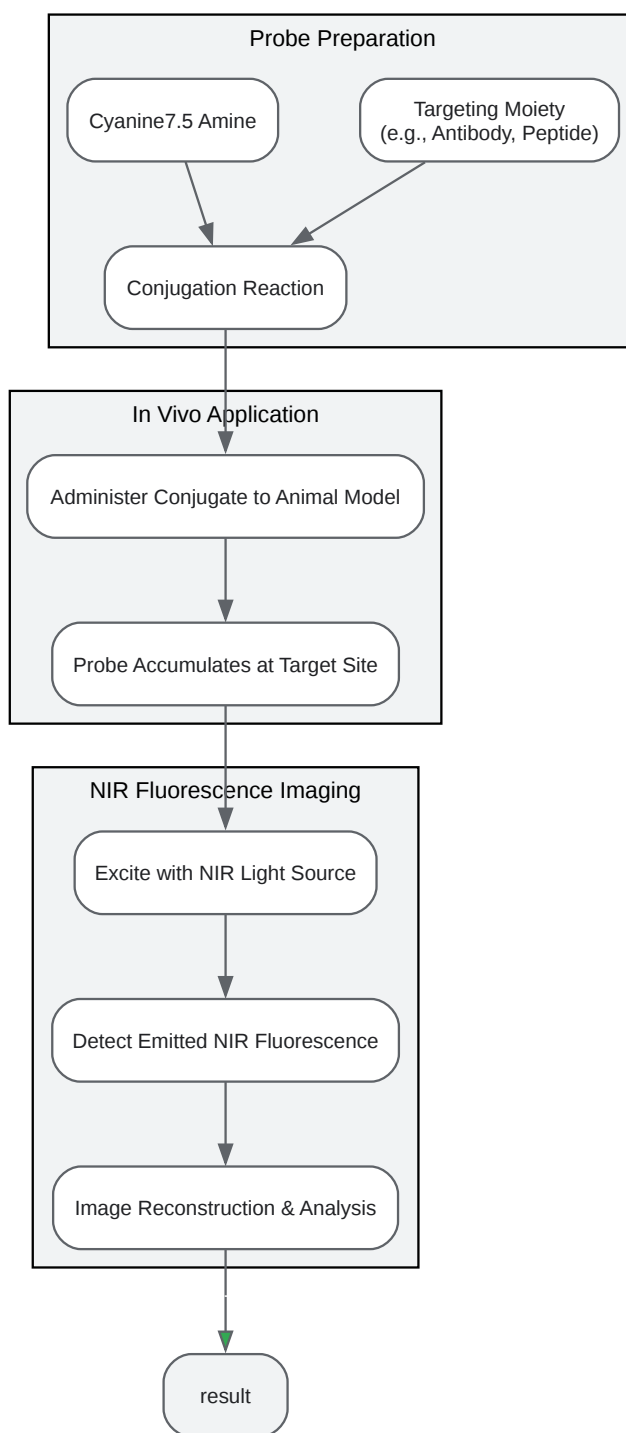 Probe Preparation
Cyanine7.5 Amine
Targeting Moiety
(e.g., Antibody, Peptide)
Conjugation Reaction
In Vivo Application
Administer Conjugate to Animal Model
Probe Accumulates at Target Site
NIR Fluorescence Imaging
Excite with NIR Light Source
Detect Emitted NIR Fluorescence
Image Reconstruction & Analysis
result